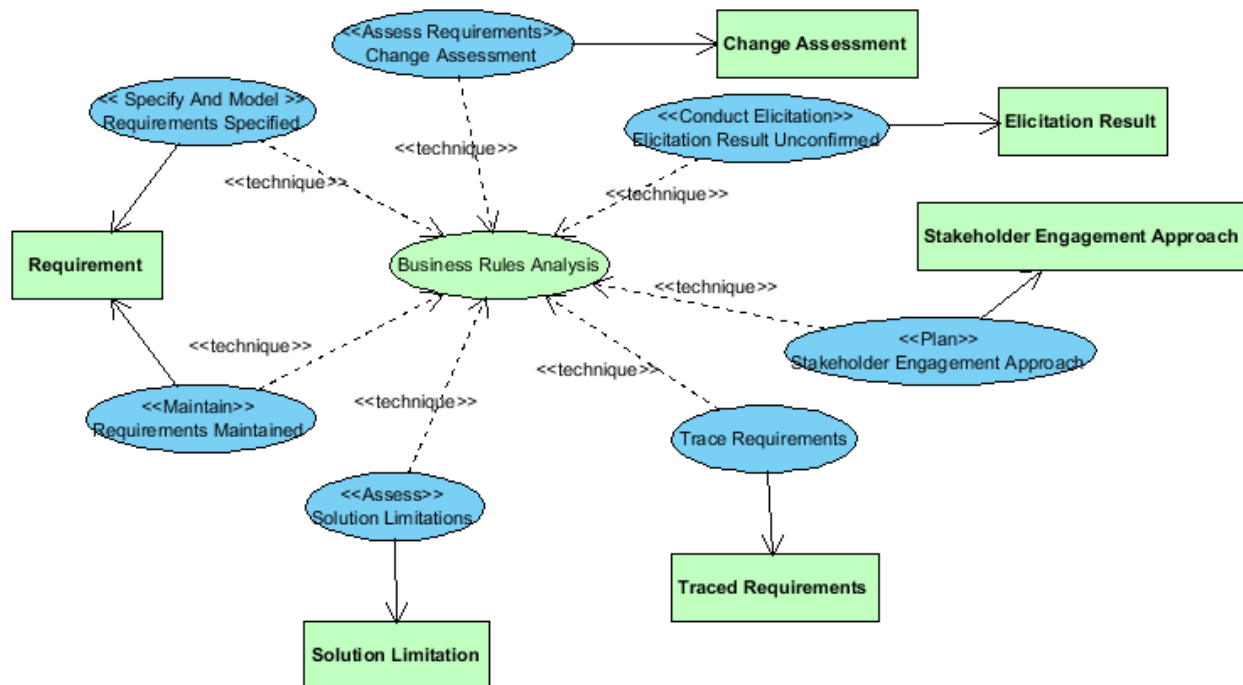 <<Assess Requirements>>
Change Assessment
Change Assessment
<< Specify And Model >>
Requirements Specified
<<Conduct Elicitation>>
Elicitation Result Unconfirmed
Elicitation Result
<<technique>>
<<technique>>
<<technique>>
Stakeholder Engagement Approach
Requirement
Business Rules Analysis
<<technique>>
<<Plan>>
Stakeholder Engagement Approach
<<technique>>
<<technique>>
<<technique>>
<<Maintain>>
Requirements Maintained
Trace Requirements
<<Assess>>
Solution Limitations
Traced Requirements
Solution Limitation